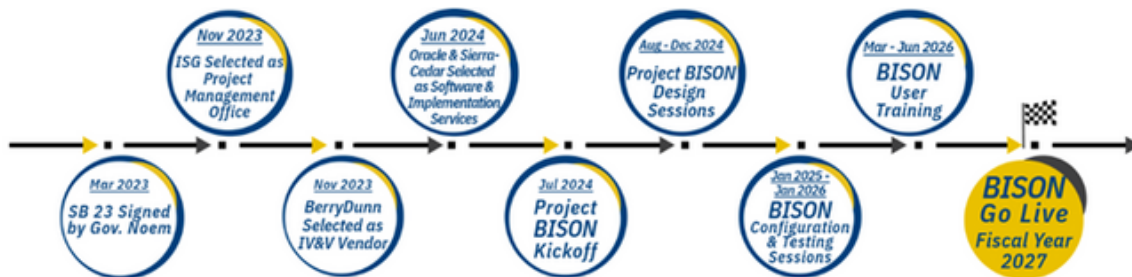 Mar 2023
SB 23 Signed
by Gov. Noem
Nov 2023
ISG Selected as
Project
Management
Office
Nov 2023
BerryDunn
Selected as
IV&V Vendor
Jun 2024
Oracle & Sierra-
Cedar Selected
as Software &
Implementation
Services
Jul 2024
Project
BISON
Kickoff
Aug - Dec 2024
Project BISON
Design
Sessions
Jan 2025 -
Jan 2026
BISON
Configuration
& Testing
Sessions
Mar - Jun 2026
BISON
User
Training
BISON
Go Live
Fiscal Year
2027